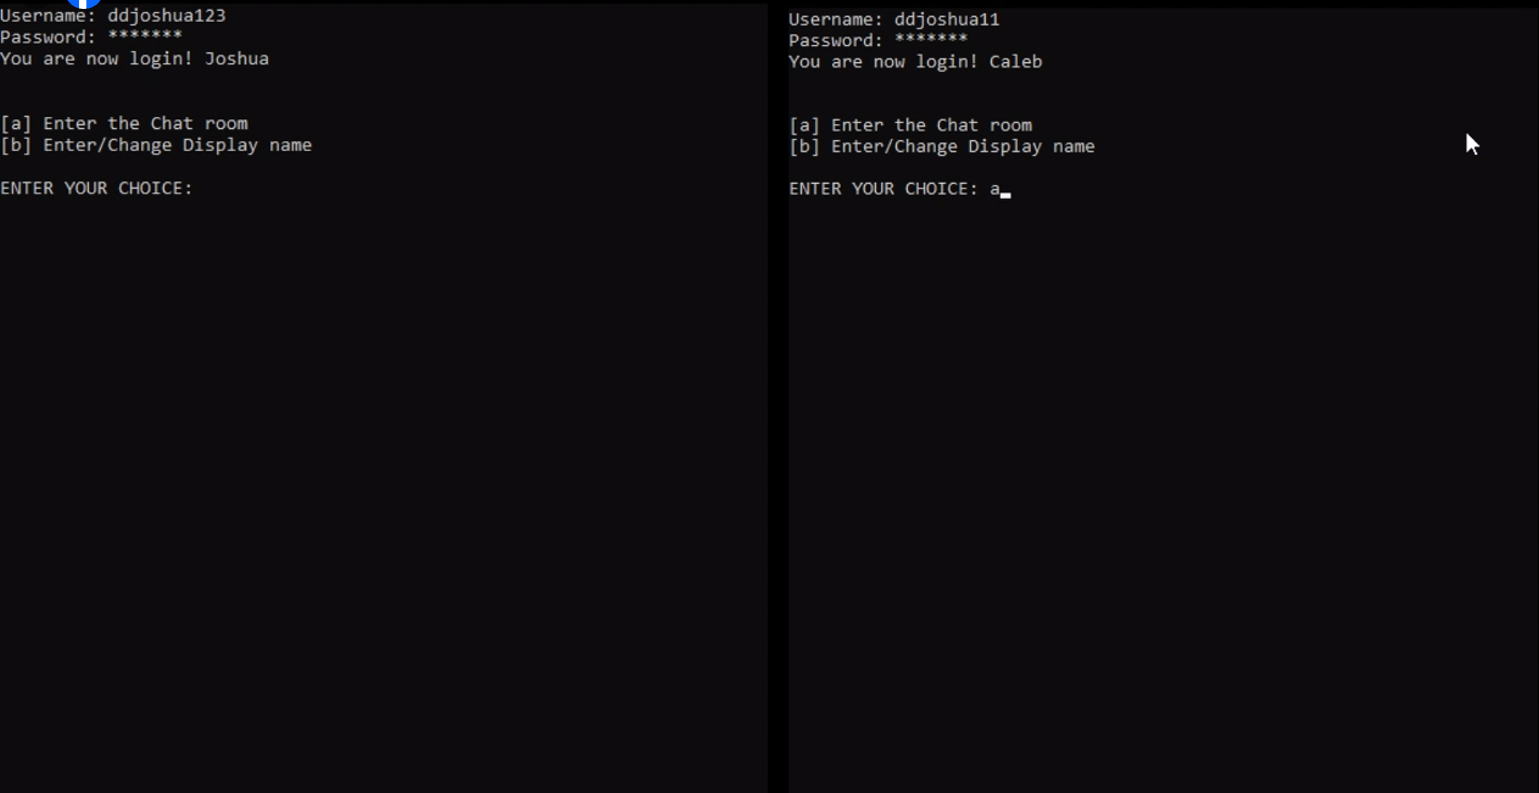 Username: ddjoshua123
Password: *******
You are now login! Joshua
[a] Enter the Chat room
[b] Enter/Change Display name
ENTER YOUR CHOICE:
Username: ddjoshua11
Password: *******
You are now login! Caleb
[a] Enter the Chat room
[b] Enter/Change Display name
ENTER YOUR CHOICE: a